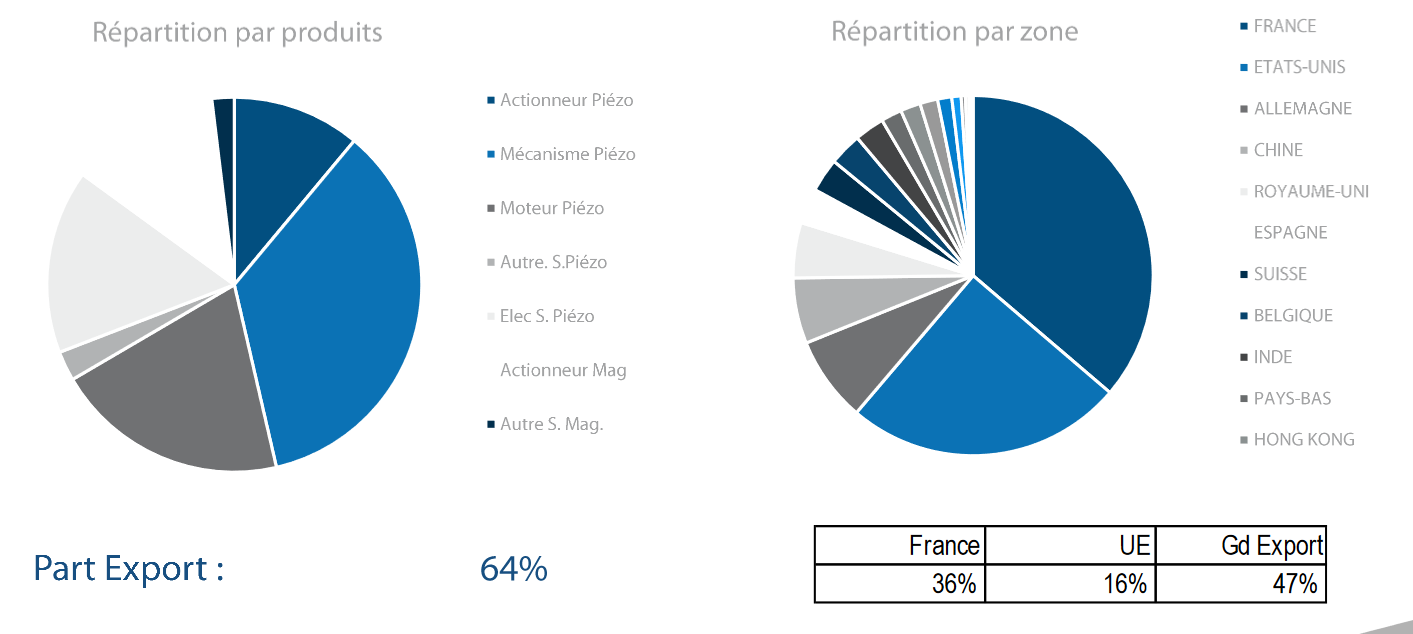 Répartition par produits
Actionneur Piézo
Mécanisme Piézo
Moteur Piézo
Autre. S.Piézo
Elec S. Piézo
Actionneur Mag
Autre S. Mag.
Répartition par zone
FRANCE
ETATS-UNIS
ALLEMAGNE
CHINE
ROYAUME-UNI
ESPAGNE
SUISSE
BELGIQUE
INDE
PAYS-BAS
HONG KONG
Part Export : 64%
France UE Gd Export
36% 16% 47%